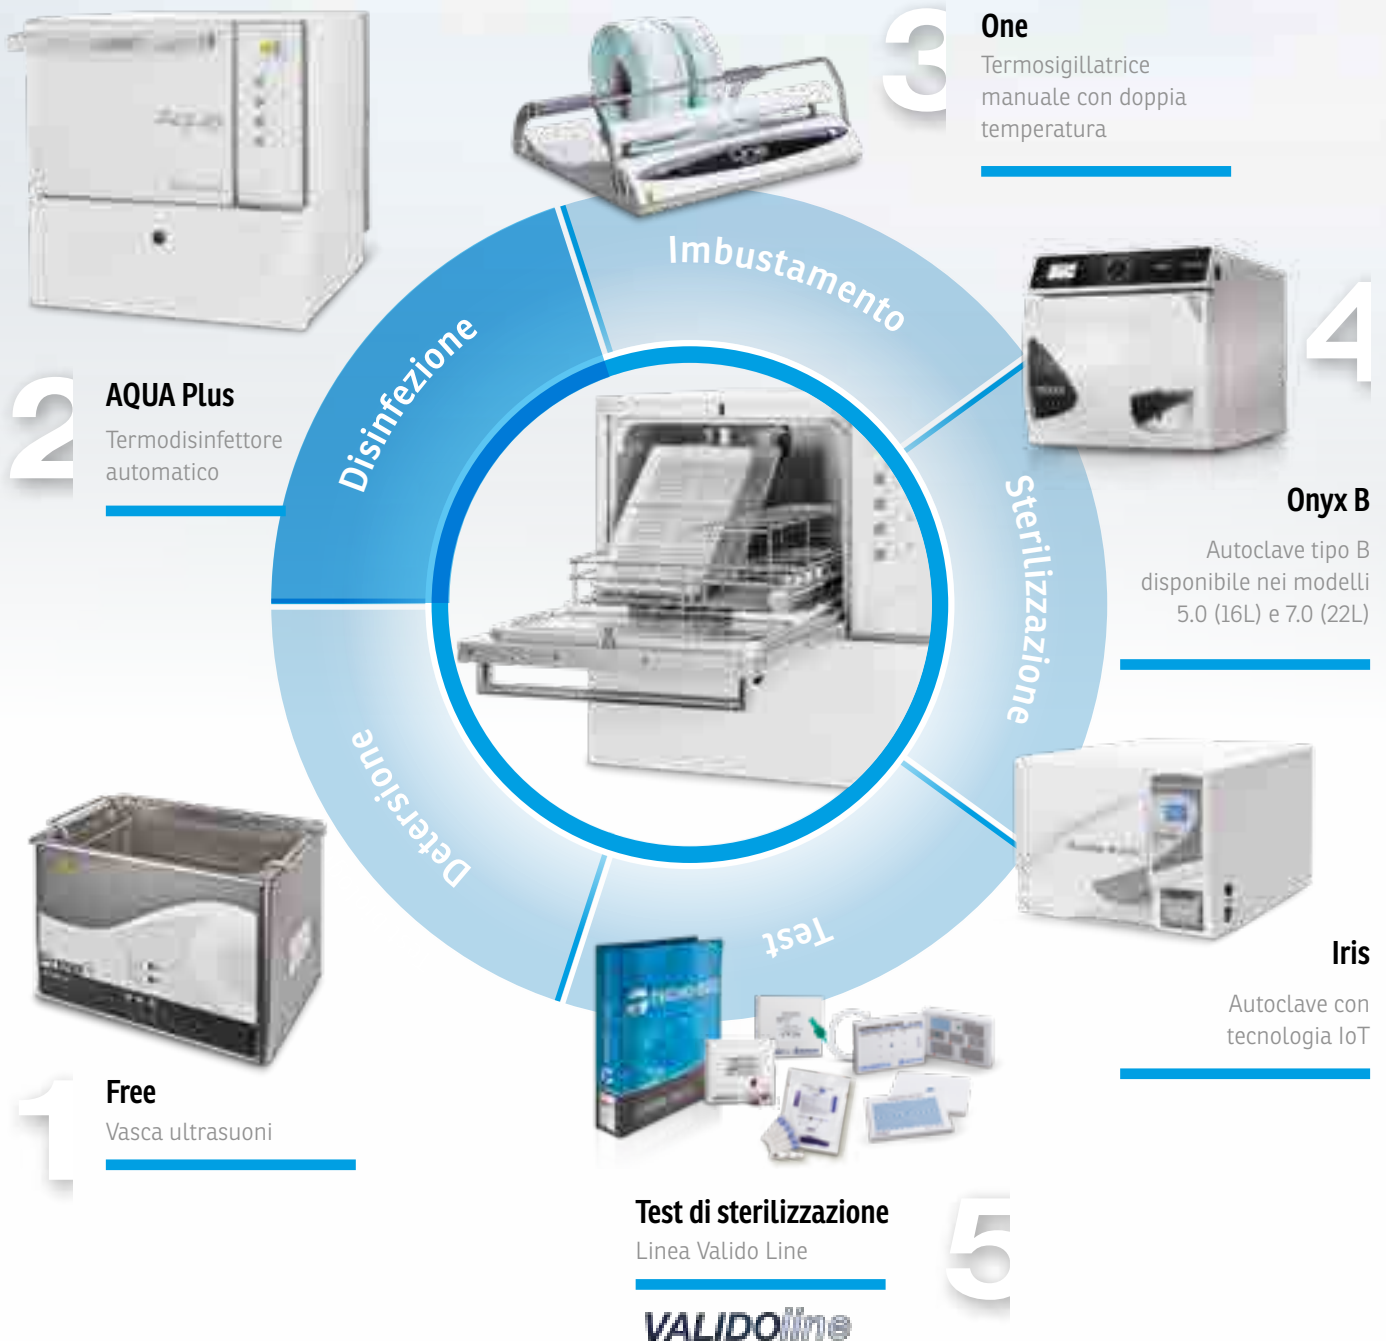 3
One
Termosigillatrice
manuale con doppia
temperatura
Imbustamento
4
Disinfezione
2
AQUA Plus
Termodisinfettore
automatico
Sterilizzazione
Onyx B
Autoclave tipo B
disponibile nei modelli
5.0 (16L) e 7.0 (22L)
Detersione
Test
Iris
Autoclave con
tecnologia IoT
1
Free
Vasca ultrasuoni
5
Test di sterilizzazione
Linea Valido Line
VALIDOline